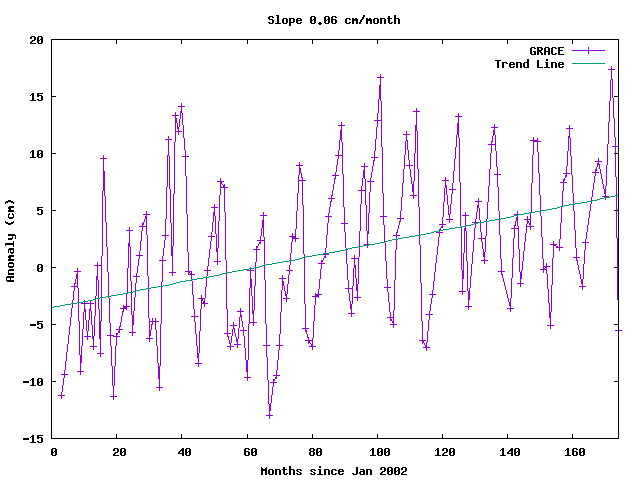 Slope 0.06 cm/month
GRACE
Trend Line
20
15
10
5
0
-5
-10
-15
Anomaly (cm)
0 20 40 60 80 100 120 140 160
Months since Jan 2002